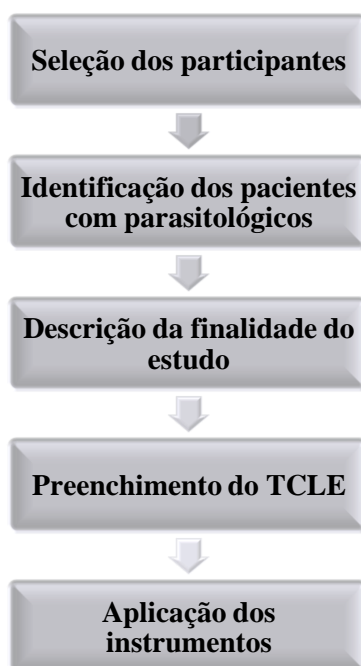 Seleção dos participantes
Identificação dos pacientes
com parasitológicos
Descrição da finalidade do
estudo
Preenchimento do TCLE
Aplicação dos
instrumentos